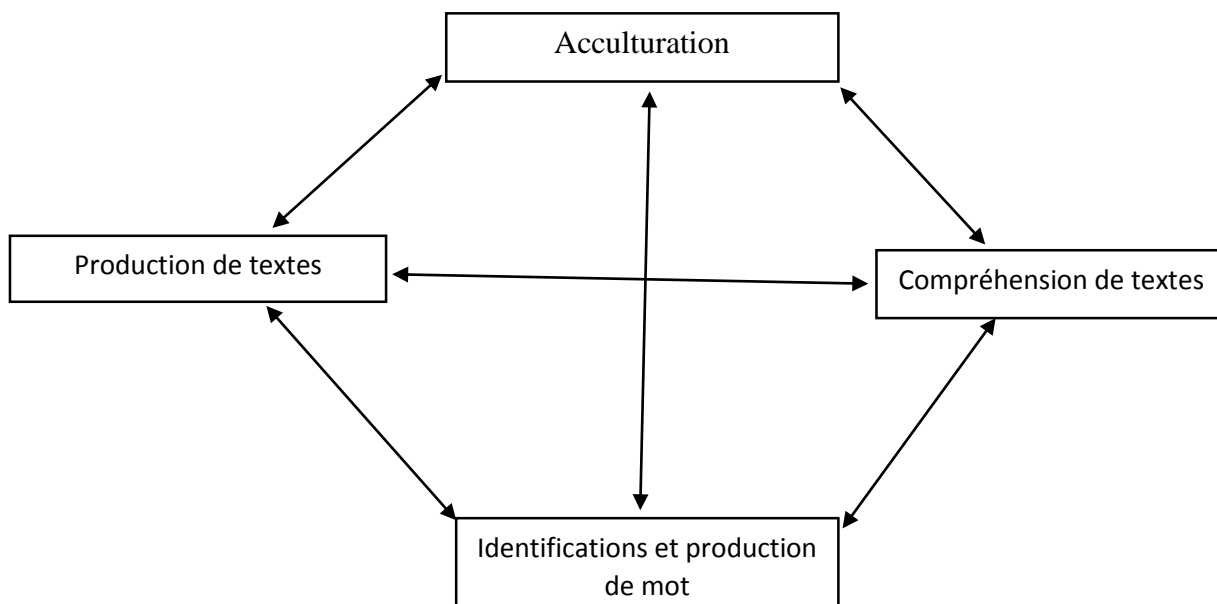 Acculturation
Production de textes
Compréhension de textes
Identifications et production
de mot